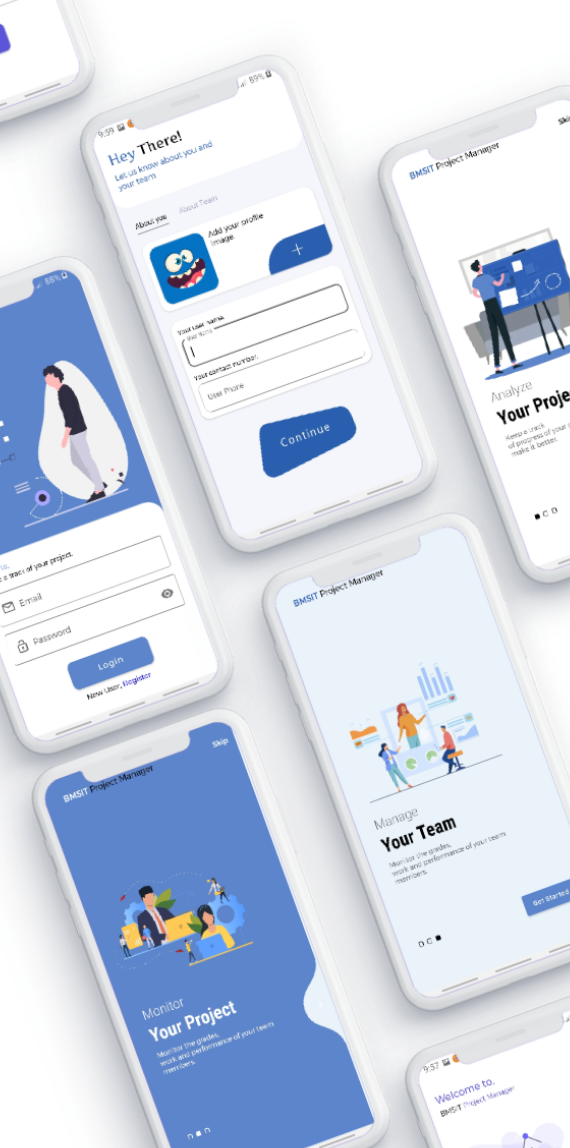 9:59
89%
Hey There!
Let us know about you and
your team
About you
About Team
Add your profile
image.
Your user name.
User Name
Your contact number.
User Phone
Continue
Skip
BMSIT Project Manager
Analyze
Your Project
Keep a track
of progress of your
make it better.
88%
a track of your project.
Email
Password
Login
New User, Register
BMSIT Project Manager
Manage
Your Team
Monitor the grades,
work and performance of your team
members.
Get Started
Skip
BMSIT Project Manager
Monitor
Your Project
Monitor the grades,
work and performance of your team
members.
9:57
Welcome to.
BMSIT Project Manager